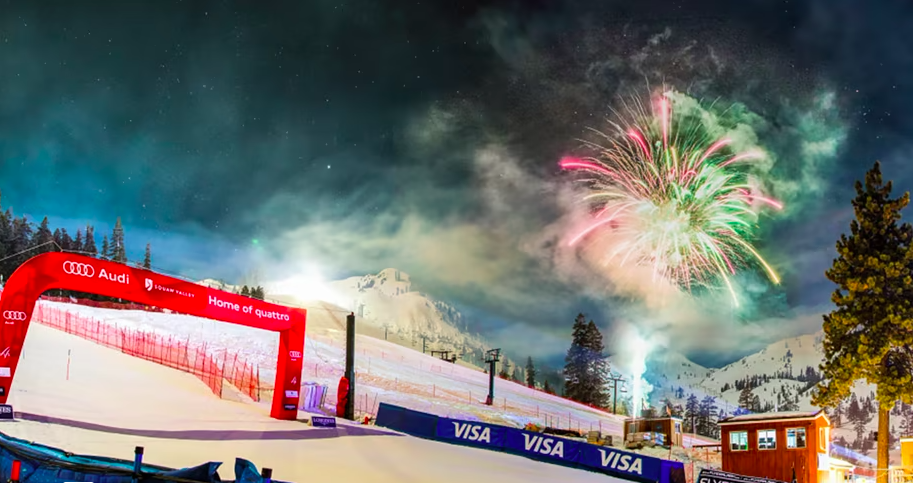 Audi
SQUAW VALLEY
Home of quattro
VISA
VISA
VISA